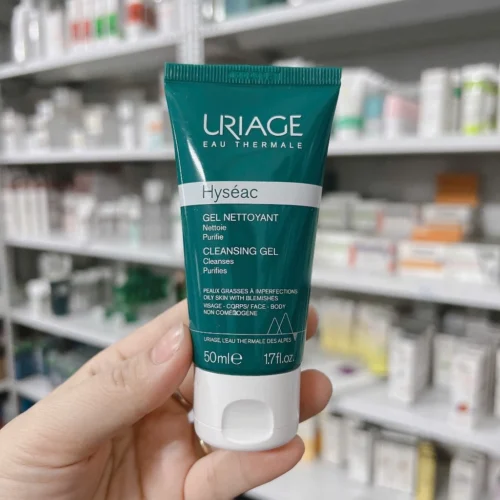 URIAGE
EAU THERMALE
Hyséac
GEL NETTOYANT
Nettoie
Purifie
CLEANSING GEL
Cleanses
Purifies
PEAUX GRASSES À IMPERFECTIONS
OILY SKIN WITH BLEMISHES
VISAGE - CORPS/ FACE - BODY
NON COMÉDOGÈNE
URIAGE, L'EAU THERMALE DES ALPES
50ml℮ 1.7fl.oz.